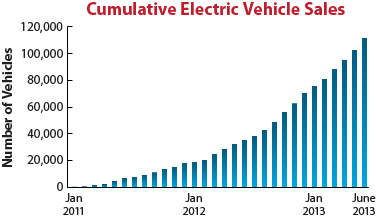 Cumulative Electric Vehicle Sales
Number of Vehicles
120,000
100,000
80,000
60,000
40,000
20,000
0
Jan Jan Jan June
2011 2012 2013 2013